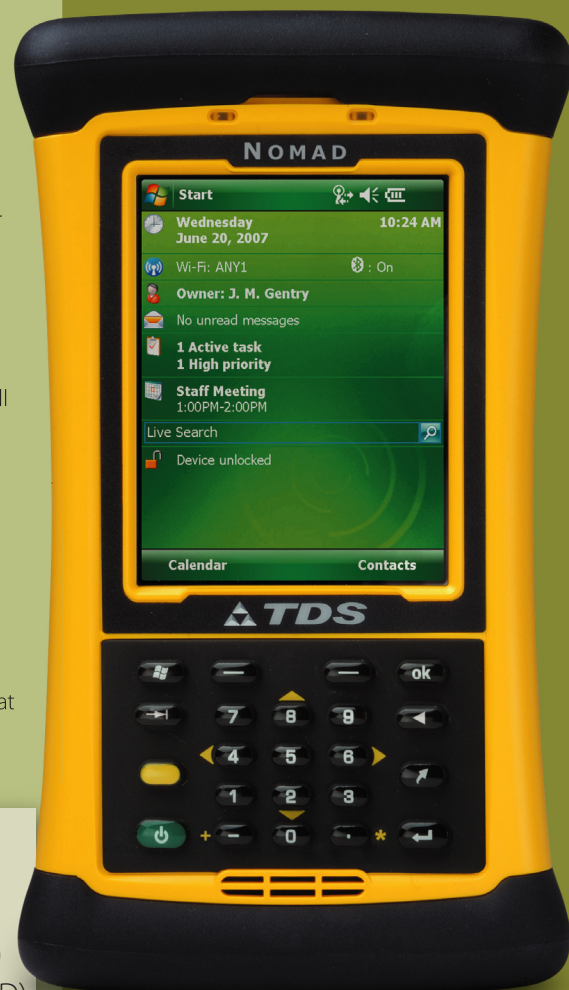 ll
at
D)
NOMAD
Start
Wednesday 10:24 AM
June 20, 2007
Wi-Fi: ANY1 : On
Owner: J. M. Gentry
No unread messages
1 Active task
1 High priority
Staff Meeting
1:00PM-2:00PM
Live Search
Device unlocked
Calendar Contacts
TDS
ok
7 8 9
4 5 6
1 2 3
+ - 0 . *